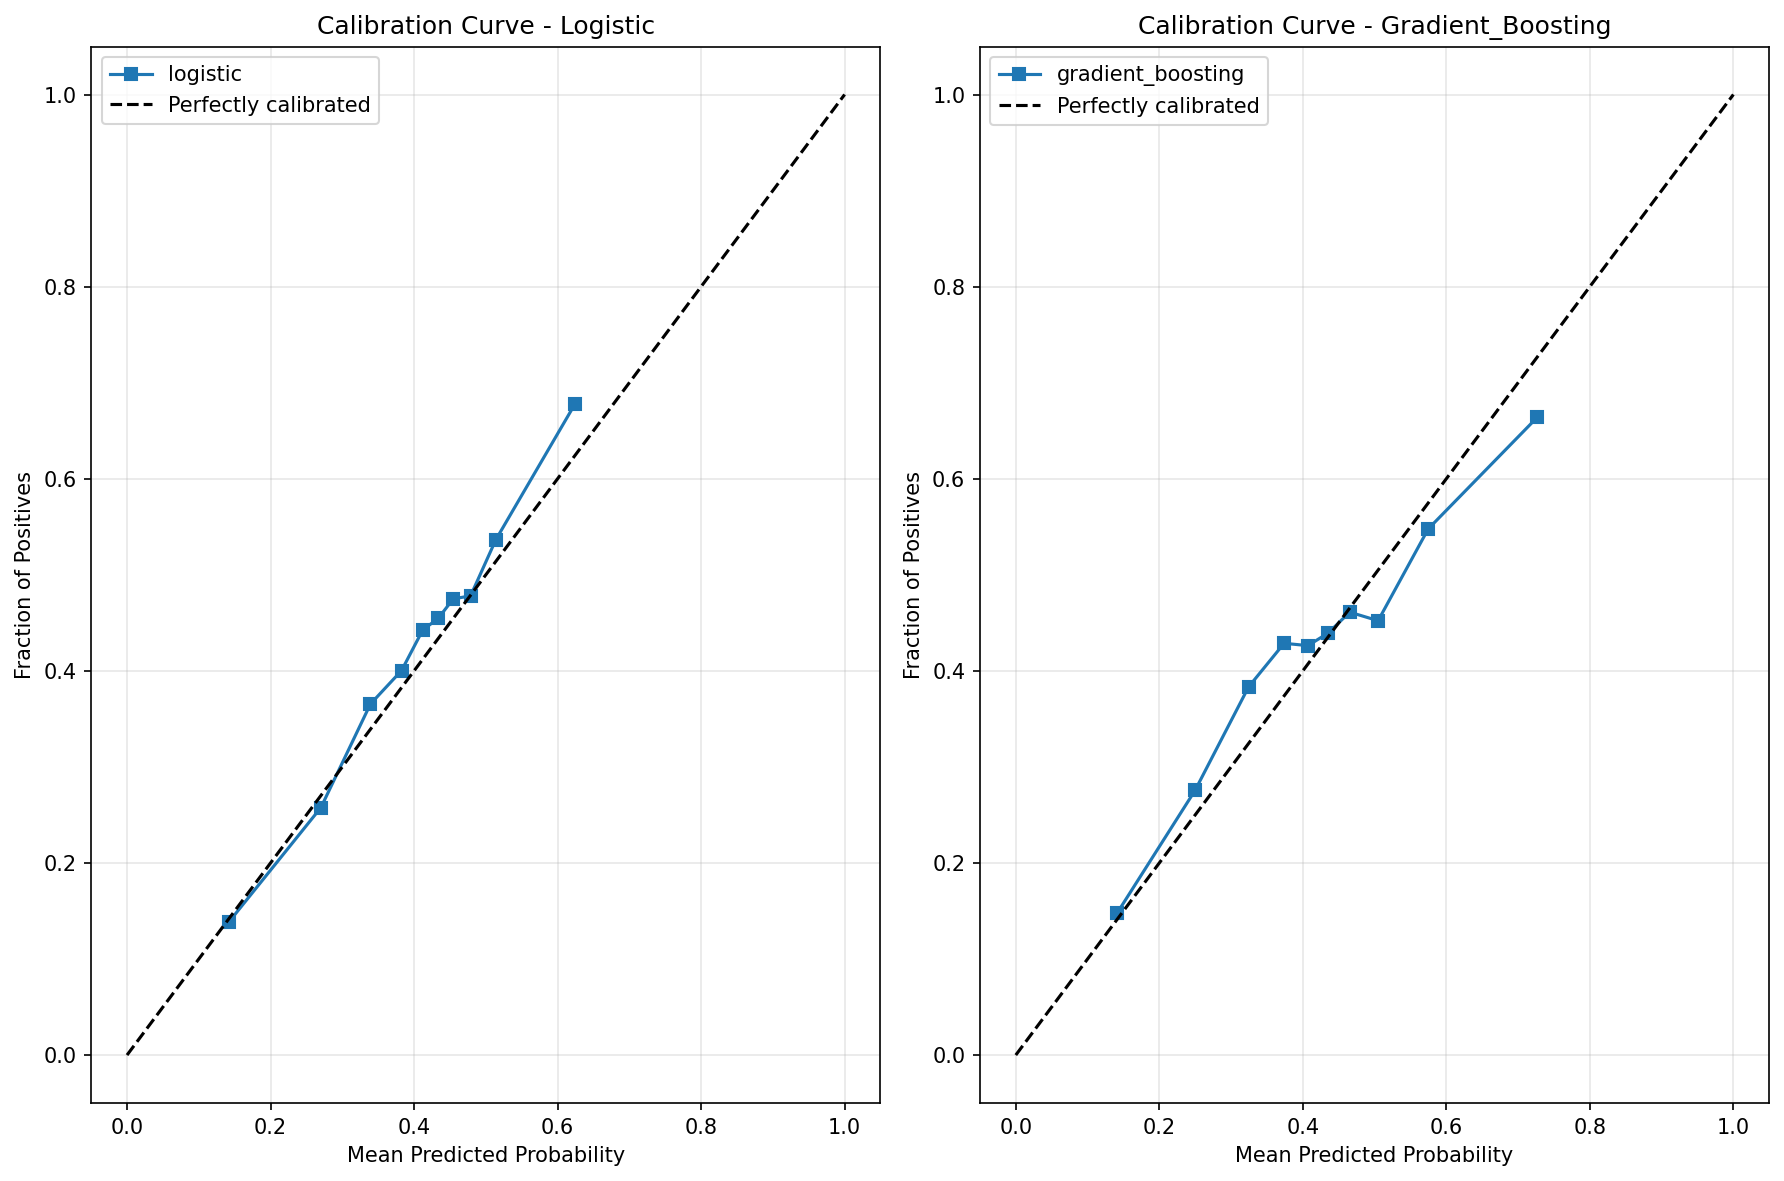 Calibration Curve - Logistic
logistic
Perfectly calibrated
1.0
0.8
0.6
0.4
0.2
0.0
Fraction of Positives
0.0 0.2 0.4 0.6 0.8 1.0
Mean Predicted Probability
Calibration Curve - Gradient_Boosting
gradient_boosting
Perfectly calibrated
1.0
0.8
0.6
0.4
0.2
0.0
Fraction of Positives
0.0 0.2 0.4 0.6 0.8 1.0
Mean Predicted Probability